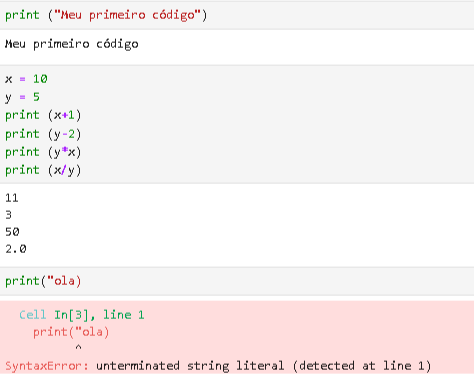 print ("Meu primeiro código")
Meu primeiro código
x = 10
y = 5
print (x+1)
print (y-2)
print (y*x)
print (x/y)
11
3
50
2.0
print("ola)
Cell In[3], line 1
print("ola)
^
SyntaxError: unterminated string literal (detected at line 1)